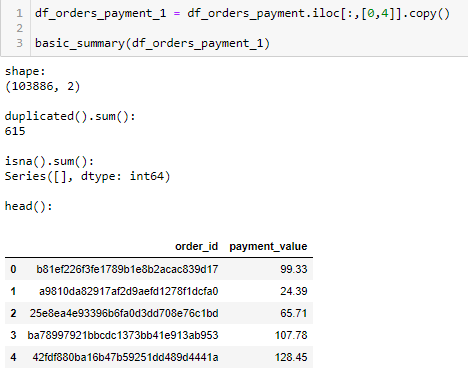 1 df_orders_payment_1 = df_orders_payment.iloc[:,[0,4]].copy()
2
3 basic_summary(df_orders_payment_1)
shape:
(103886, 2)
duplicated().sum():
615
isna().sum():
Series([], dtype: int64)
head():
order_id payment_value
0 b81ef226f3fe1789b1e8b2acac839d17 99.33
1 a9810da82917af2d9aefd1278f1dcfa0 24.39
2 25e8ea4e93396b6fa0d3dd708e76c1bd 65.71
3 ba78997921bbcdc1373bb41e913ab953 107.78
4 42fdf880ba16b47b59251dd489d4441a 128.45